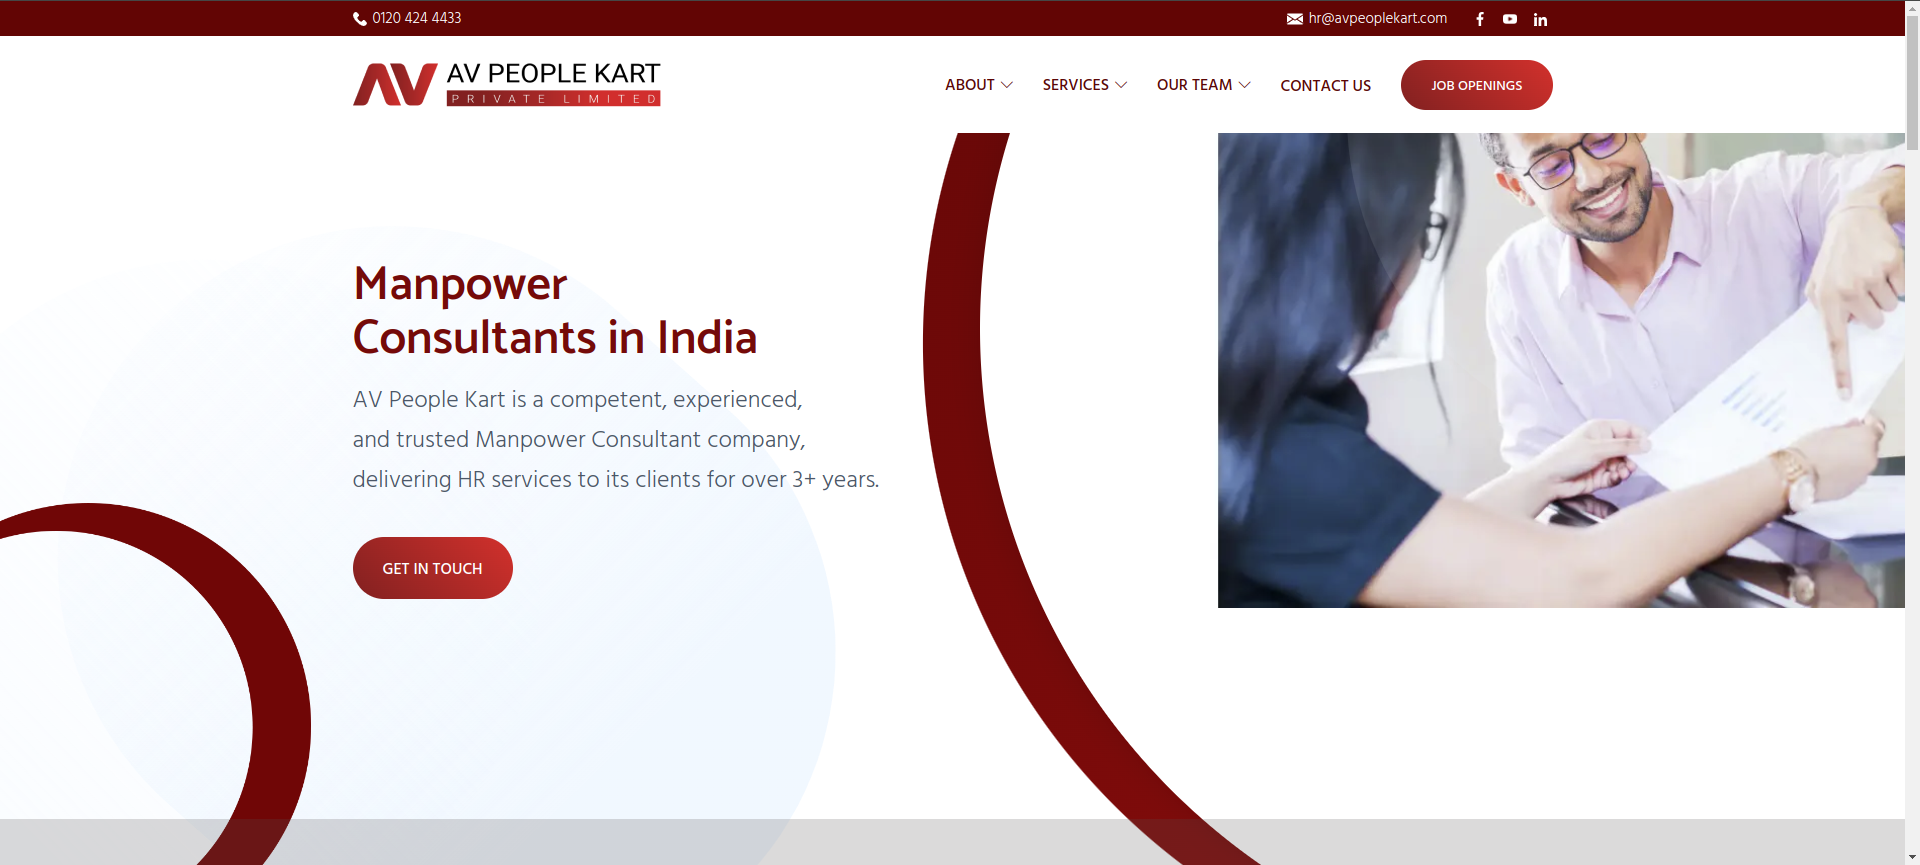 0120 424 4433
hr@avpeoplekart.com
AV PEOPLE KART
PRIVATE LIMITED
ABOUT
SERVICES
OUR TEAM
CONTACT US
JOB OPENINGS
Manpower
Consultants in India
AV People Kart is a competent, experienced,
and trusted Manpower Consultant company,
delivering HR services to its clients for over 3+ years.
GET IN TOUCH